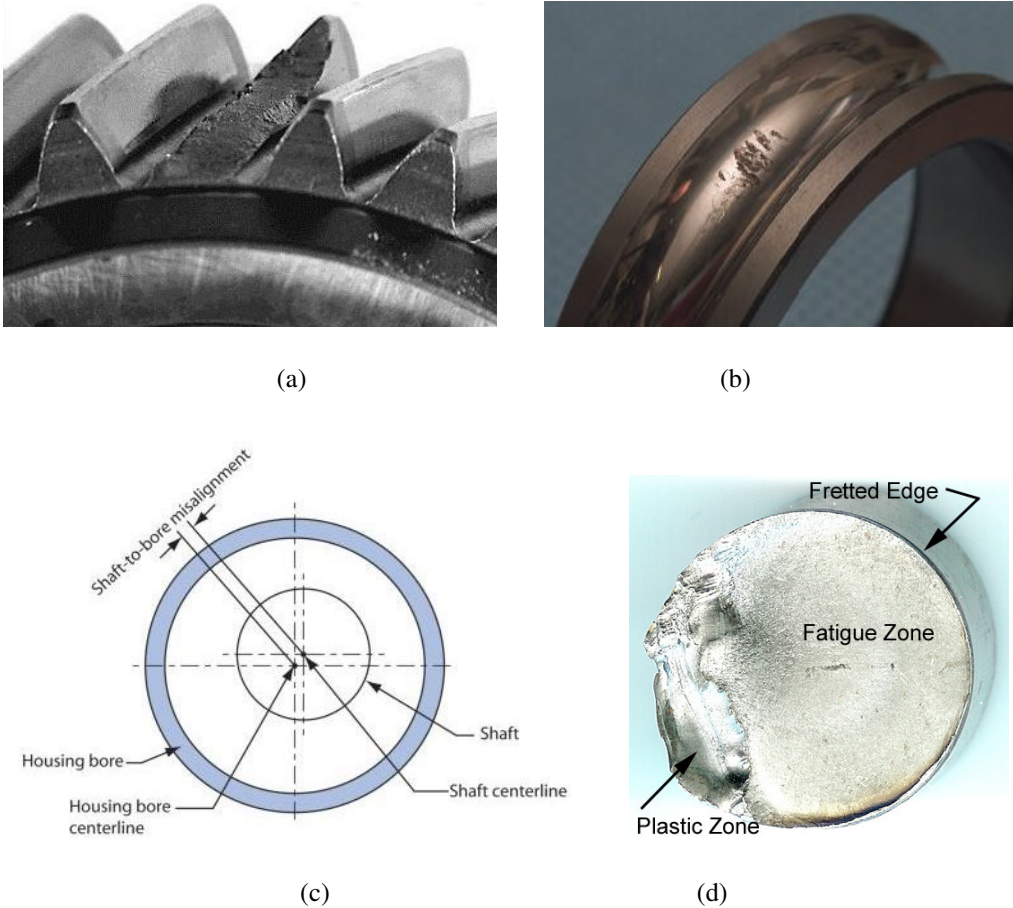 (a)
(b)
Shaft-to-bore misalignment
Shaft
Housing bore
Shaft centerline
Housing bore
centerline
Fretted Edge
Fatigue Zone
Plastic Zone
(c)
(d)